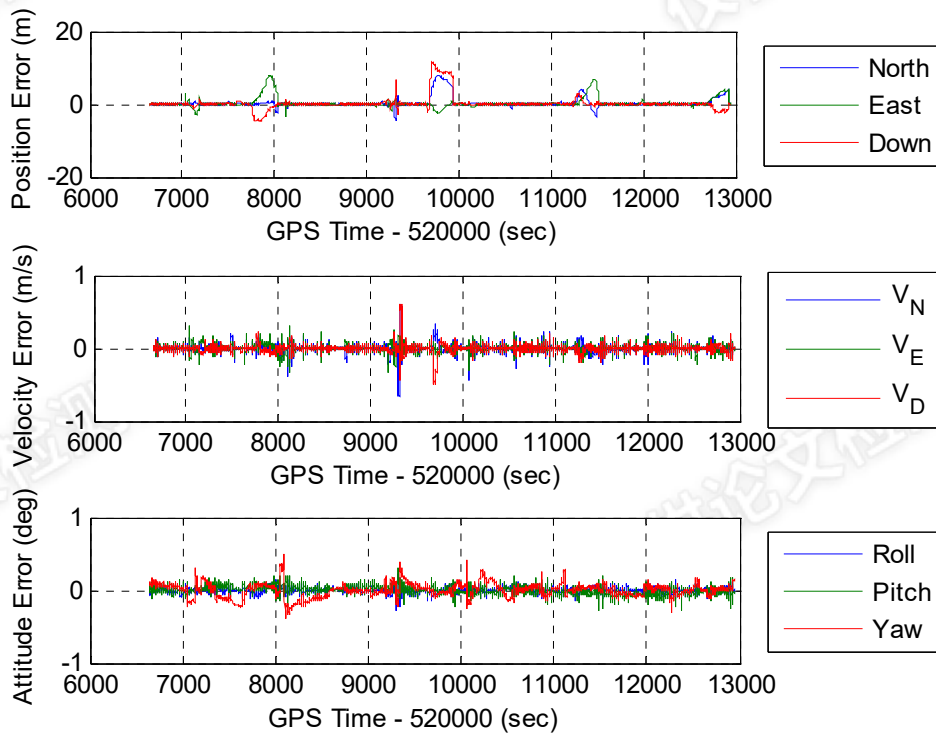 Position Error (m)
20
0
-20
6000 7000 8000 9000 10000 11000 12000 13000
GPS Time - 520000 (sec)
North
East
Down
Velocity Error (m/s)
1
0
-1
6000 7000 8000 9000 10000 11000 12000 13000
GPS Time - 520000 (sec)
V_N
V_E
V_D
Attitude Error (deg)
1
0
-1
6000 7000 8000 9000 10000 11000 12000 13000
GPS Time - 520000 (sec)
Roll
Pitch
Yaw